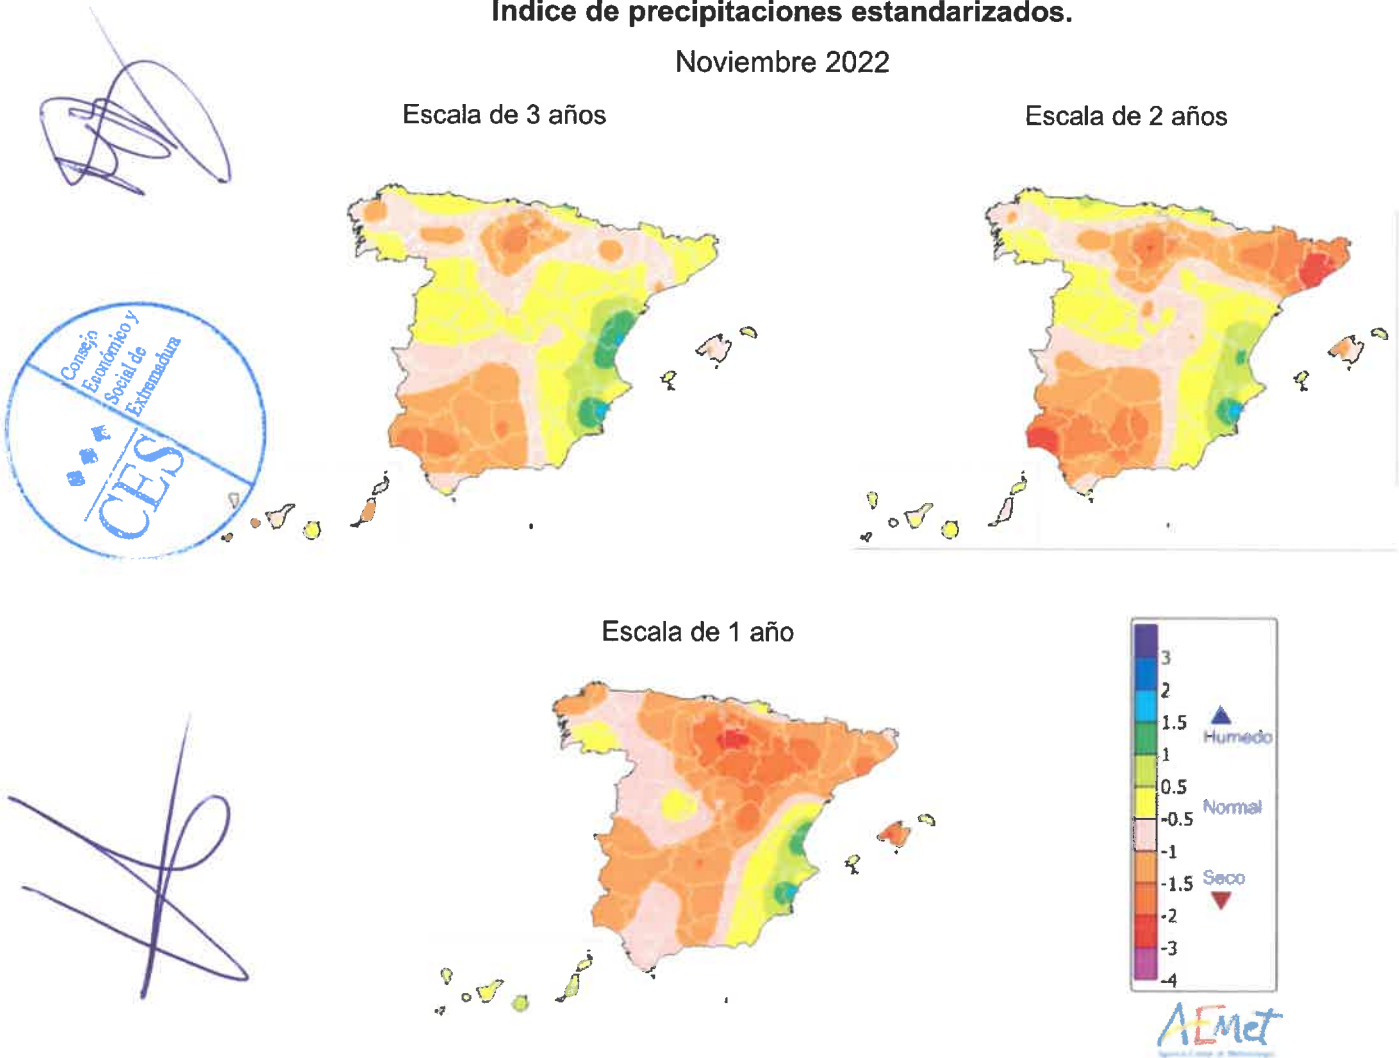 Indice de precipitaciones estandarizados.
Noviembre 2022
Escala de 3 años
Escala de 2 años
Consejo
Económico y
Social de
Extremadura
CES
Escala de 1 año
3
2
1.5
Humedo
1
0.5
Normal
-0.5
-1
-1.5
Seco
-2
-3
-4
AEMet